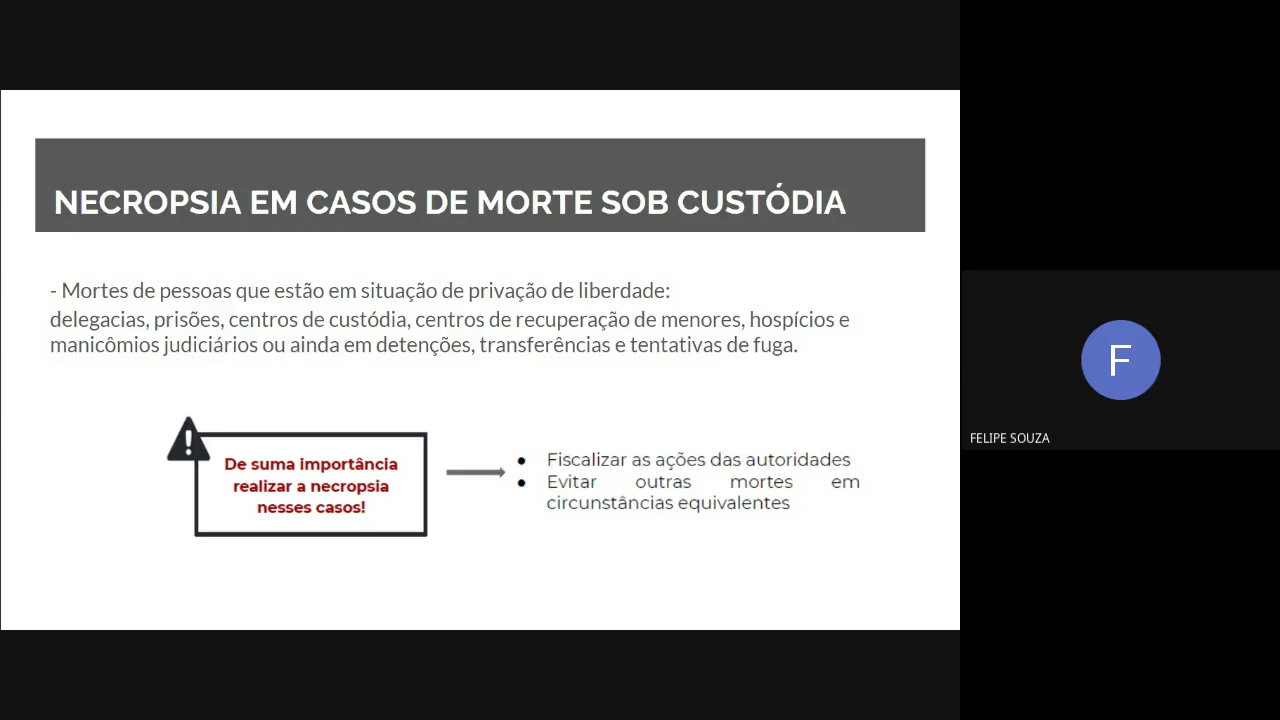 NECROPSIA EM CASOS DE MORTE SOB CUSTÓDIA
- Mortes de pessoas que estão em situação de privação de liberdade:
delegacias, prisões, centros de custódia, centros de recuperação de menores, hospícios e
manicômios judiciários ou ainda em detenções, transferências e tentativas de fuga.
De suma importância
realizar a necropsia
nesses casos!
● Fiscalizar as ações das autoridades
● Evitar outras mortes em
circunstâncias equivalentes
F
FELIPE SOUZA